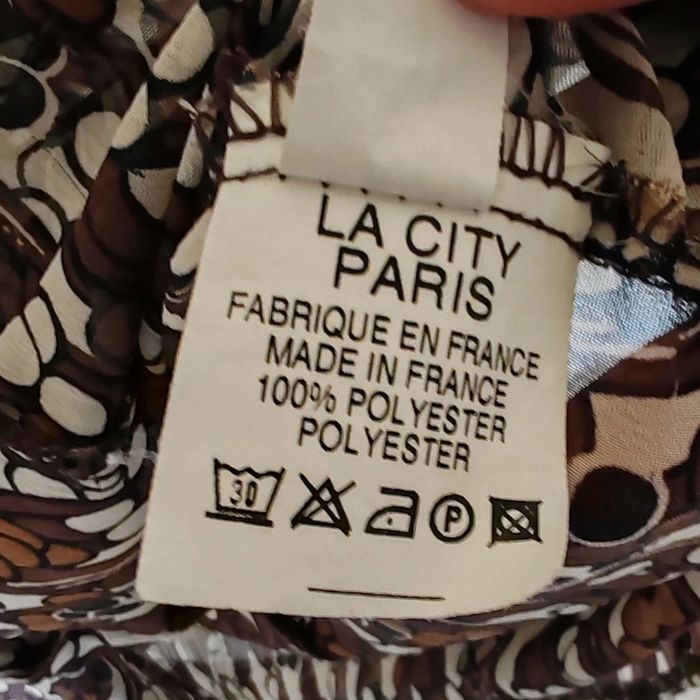 LA CITY
PARIS
FABRIQUE EN FRANCE
MADE IN FRANCE
100% POLYESTER
POLYESTER
30 P